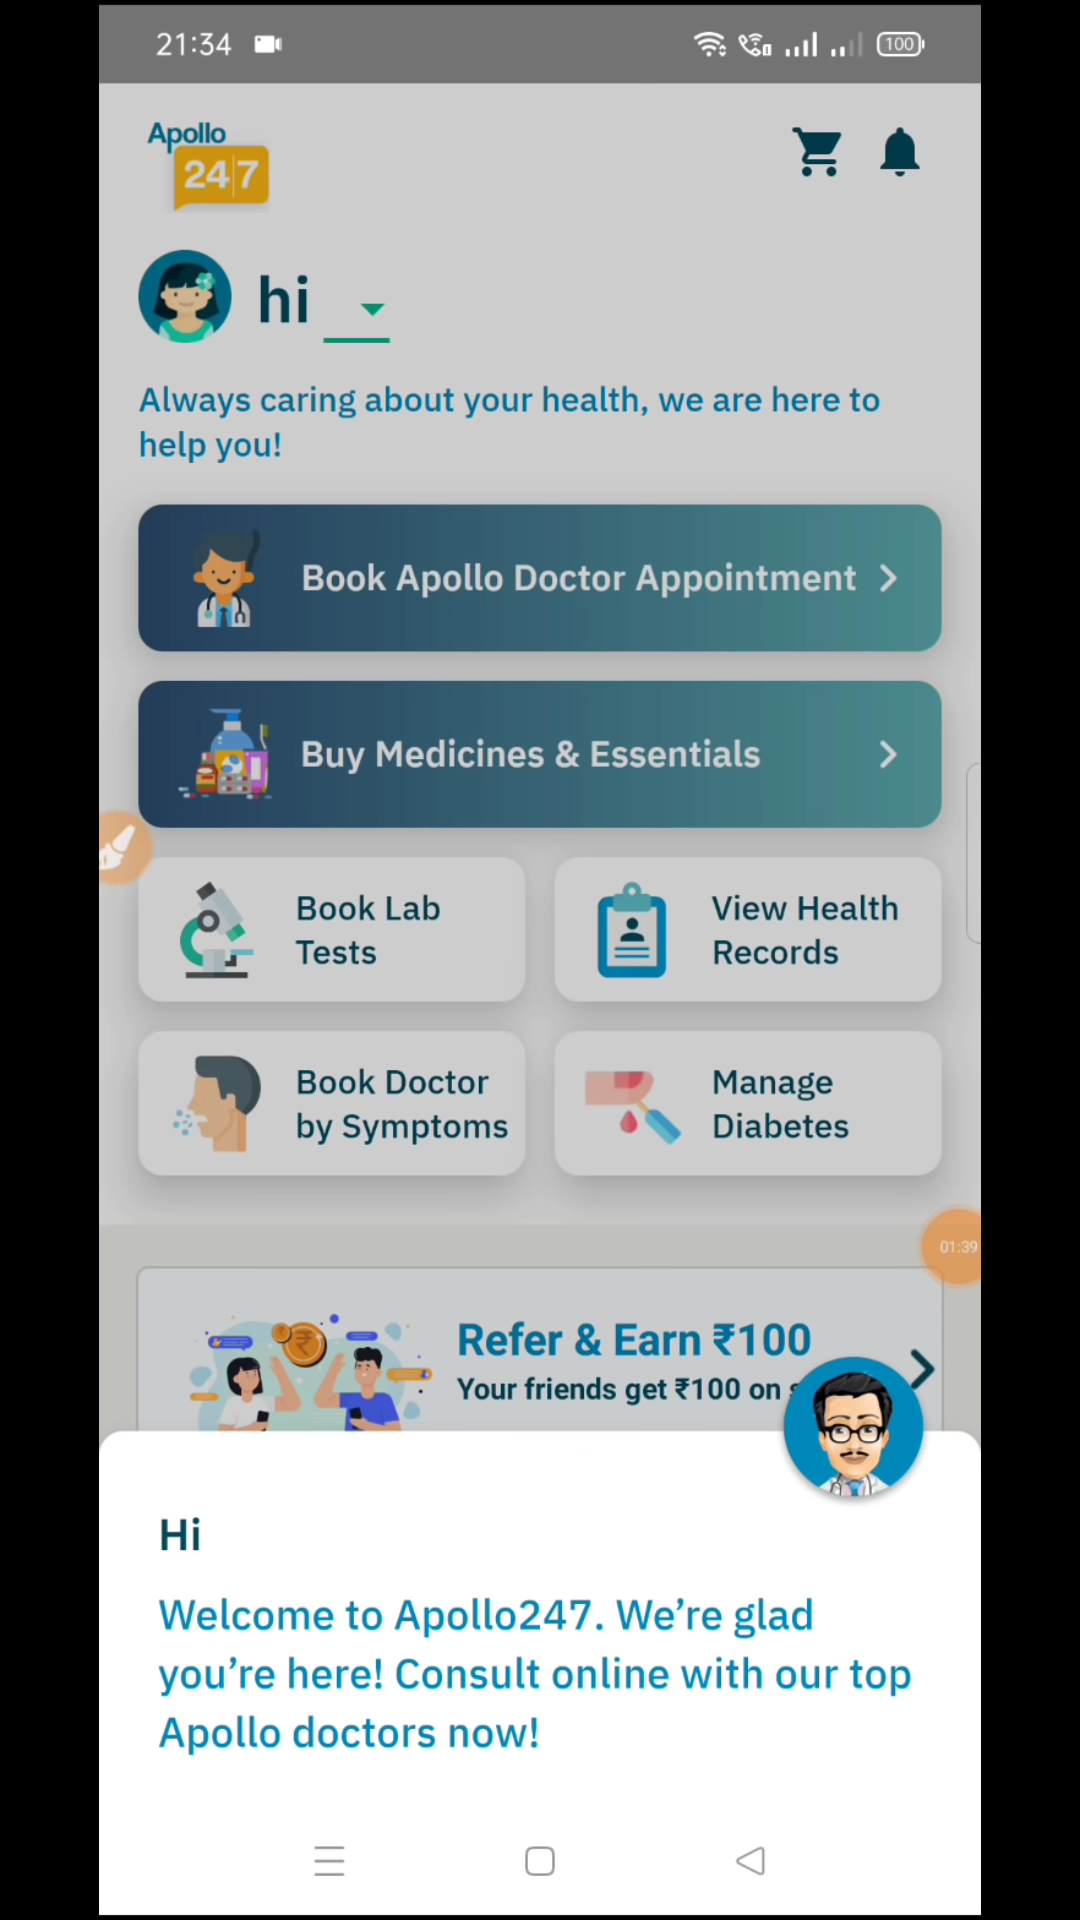 21:34
100
Apollo
24|7
hi
Always caring about your health, we are here to
help you!
Book Apollo Doctor Appointment
Buy Medicines & Essentials
Book Lab
Tests
View Health
Records
Book Doctor
by Symptoms
Manage
Diabetes
01:39
Refer & Earn ₹100
Your friends get ₹100 on
Hi
Welcome to Apollo247. We’re glad
you’re here! Consult online with our top
Apollo doctors now!